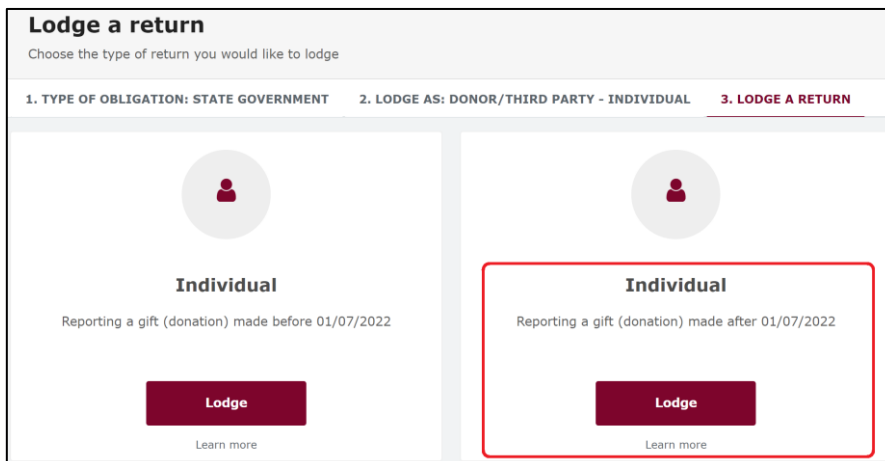 Lodge a return
Choose the type of return you would like to lodge
1. TYPE OF OBLIGATION: STATE GOVERNMENT 2. LODGE AS: DONOR/THIRD PARTY - INDIVIDUAL 3. LODGE A RETURN
Individual
Reporting a gift (donation) made before 01/07/2022
Lodge
Learn more
Individual
Reporting a gift (donation) made after 01/07/2022
Lodge
Learn more